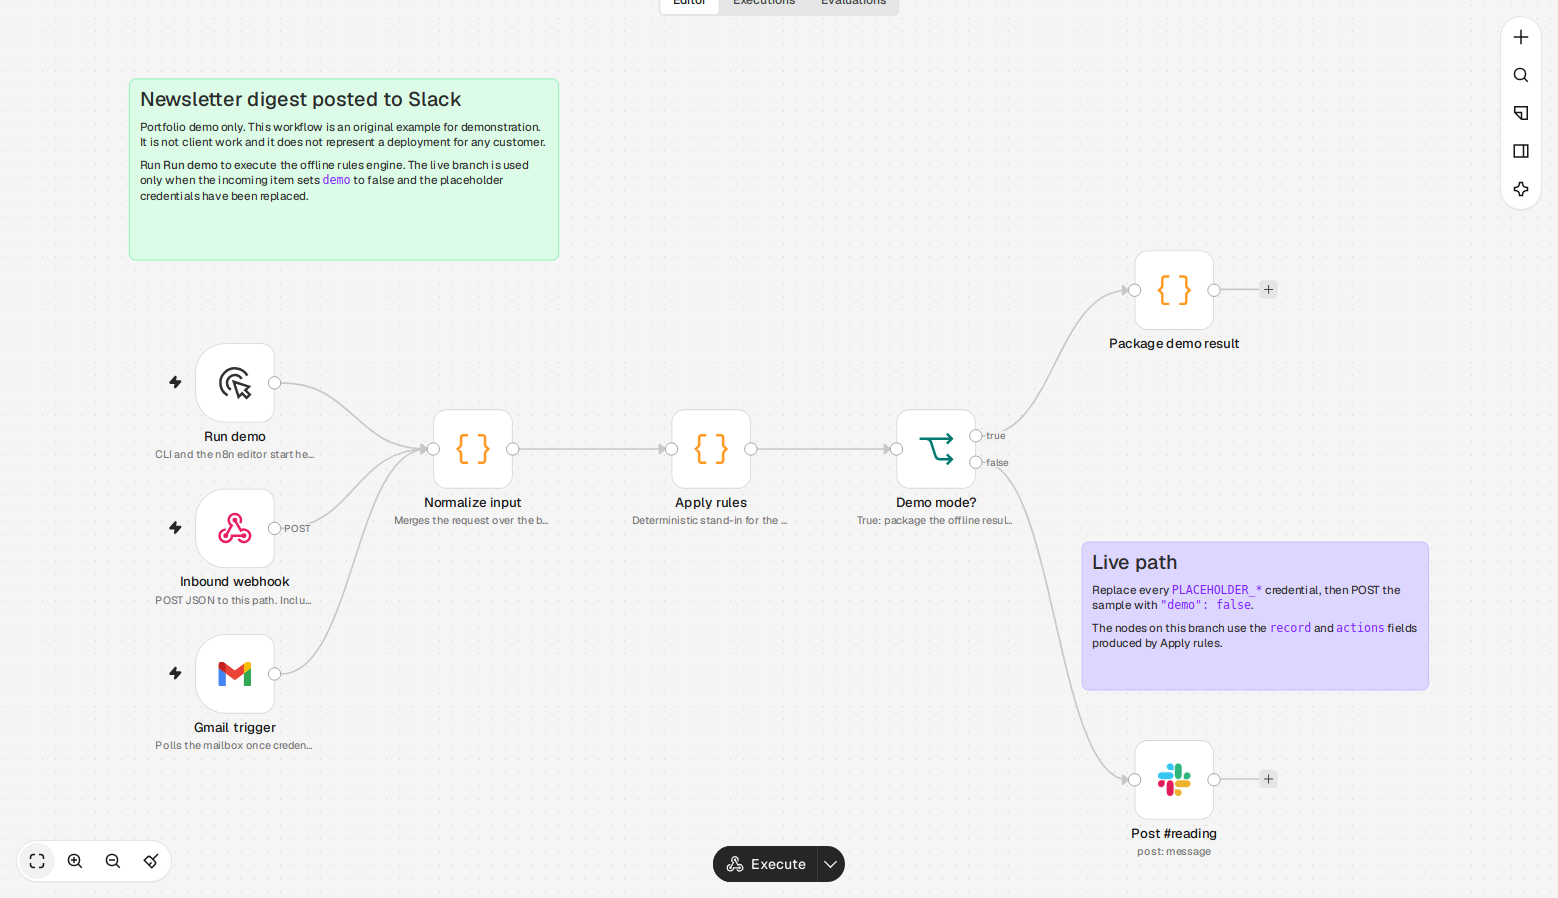 Editor Executions Evaluations
Newsletter digest posted to Slack
Portfolio demo only. This workflow is an original example for demonstration.
It is not client work and it does not represent a deployment for any customer.
Run Run demo to execute the offline rules engine. The live branch is used
only when the incoming item sets demo to false and the placeholder
credentials have been replaced.
Package demo result
Run demo
CLI and the n8n editor start he...
POST
Inbound webhook
POST JSON to this path. Inclu...
Gmail trigger
Polls the mailbox once creden...
Normalize input
Merges the request over the b...
Apply rules
Deterministic stand-in for the ...
true
false
Demo mode?
True: package the offline resul...
Live path
Replace every PLACEHOLDER_* credential, then POST the
sample with "demo": false.
The nodes on this branch use the record and actions fields
produced by Apply rules.
Post #reading
post: message
Execute